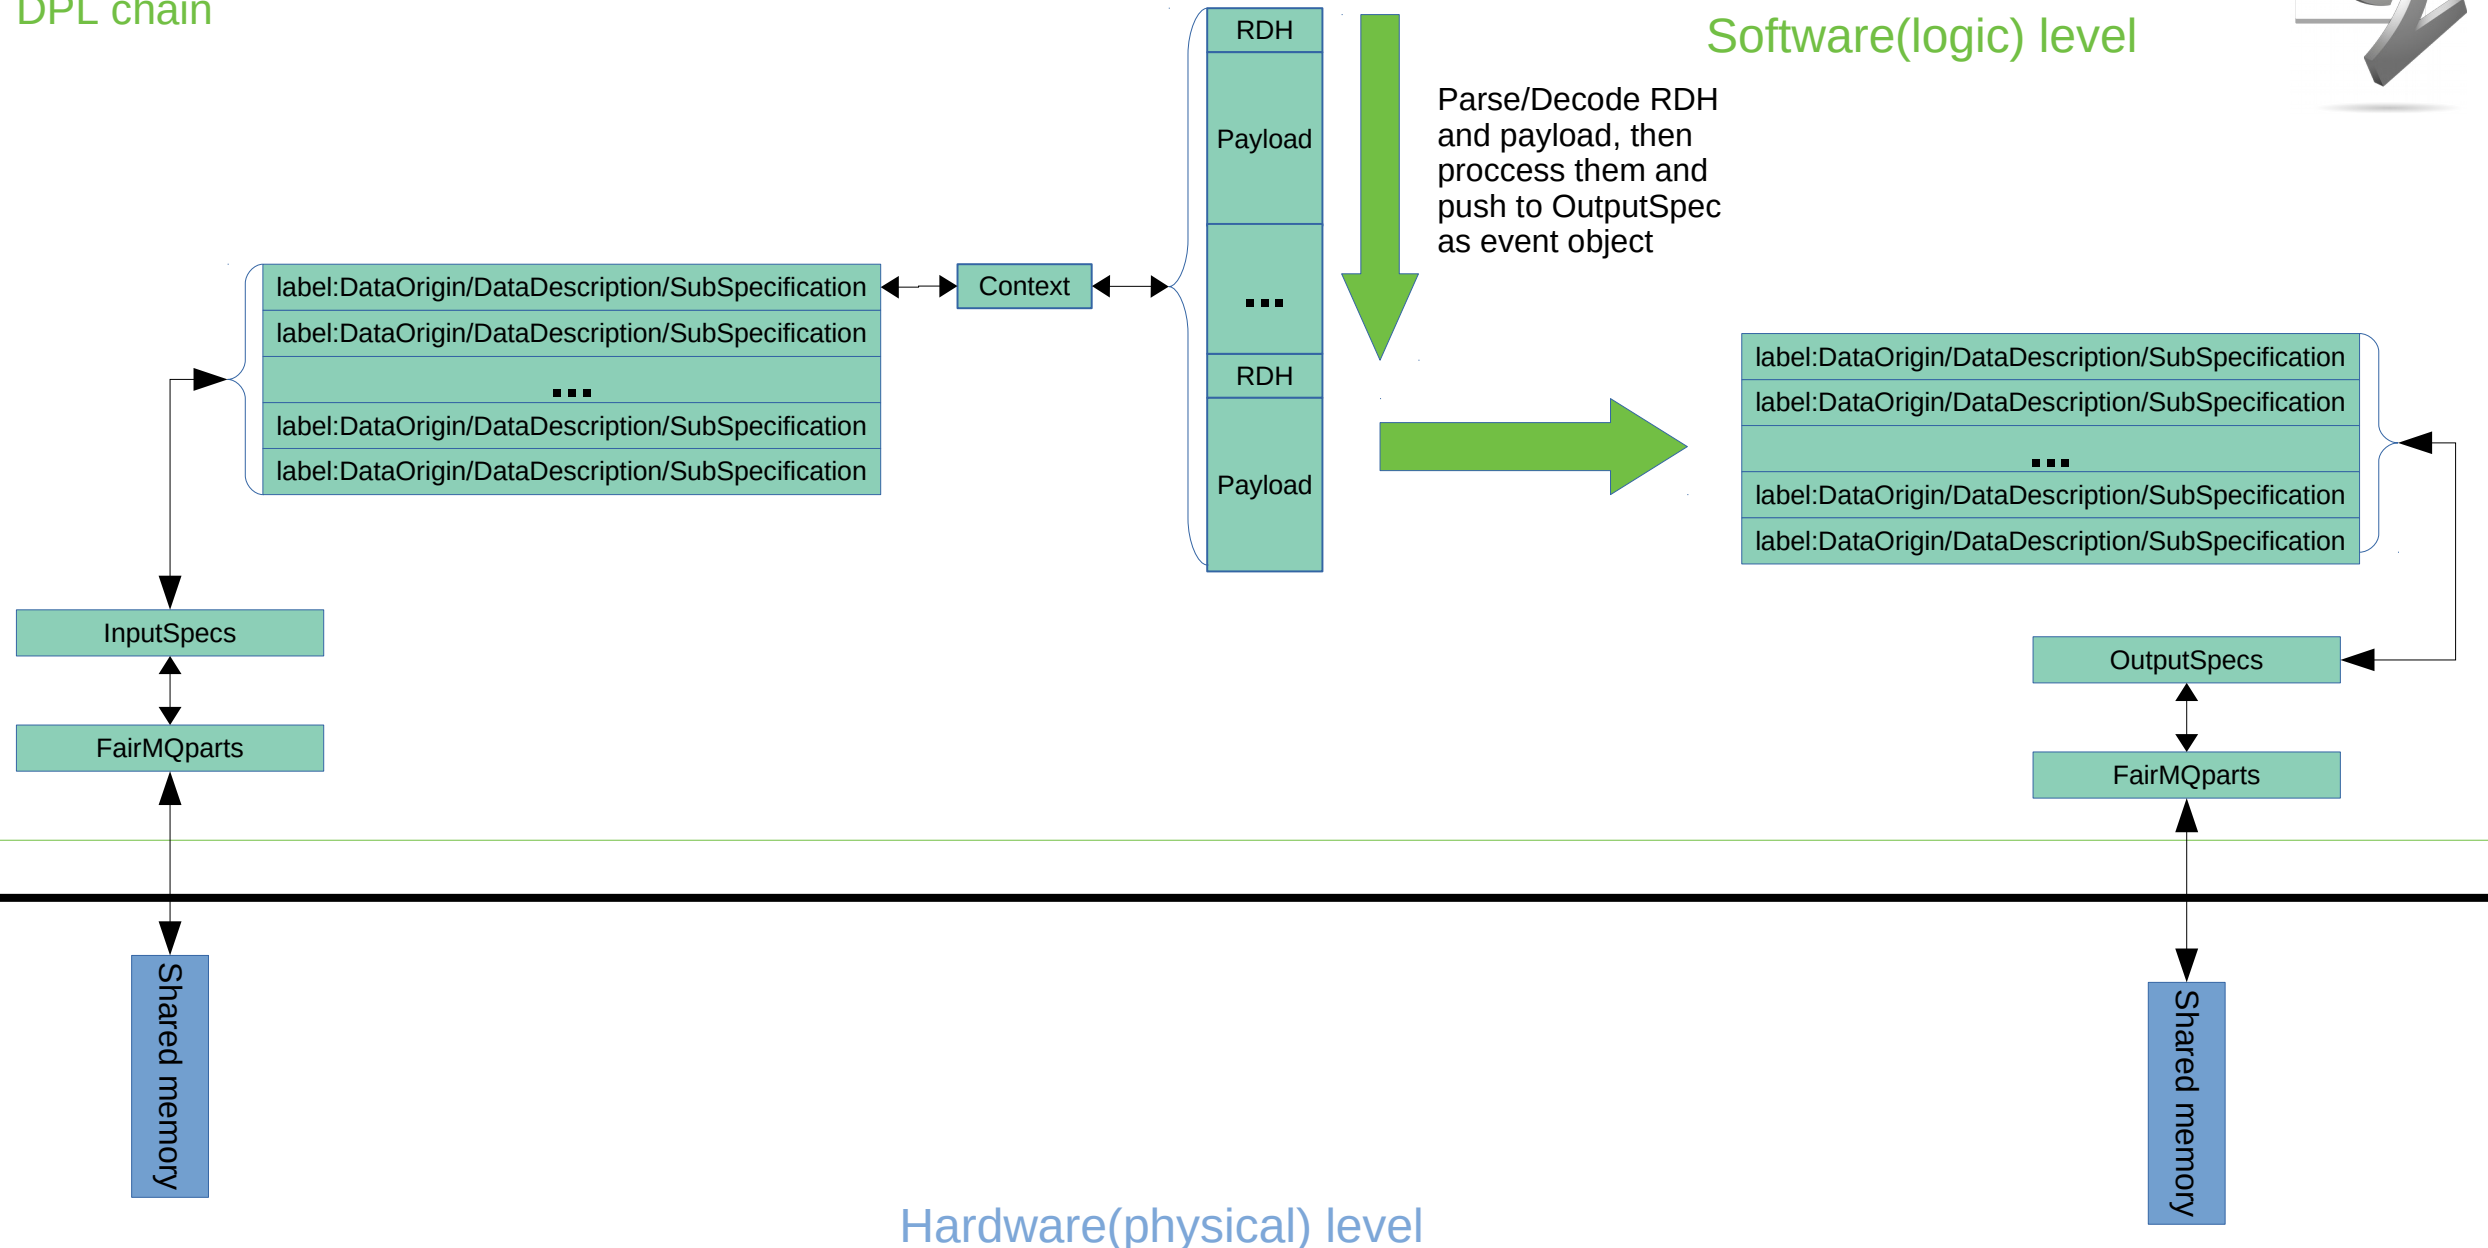 DPL chain
Software(logic) level
RDH
Payload
...
RDH
Payload
Parse/Decode RDH
and payload, then
proccess them and
push to OutputSpec
as event object
label:DataOrigin/DataDescription/SubSpecification
label:DataOrigin/DataDescription/SubSpecification
...
label:DataOrigin/DataDescription/SubSpecification
label:DataOrigin/DataDescription/SubSpecification
Context
label:DataOrigin/DataDescription/SubSpecification
label:DataOrigin/DataDescription/SubSpecification
...
label:DataOrigin/DataDescription/SubSpecification
label:DataOrigin/DataDescription/SubSpecification
InputSpecs
FairMQparts
OutputSpecs
FairMQparts
Shared memory
Shared memory
Hardware(physical) level